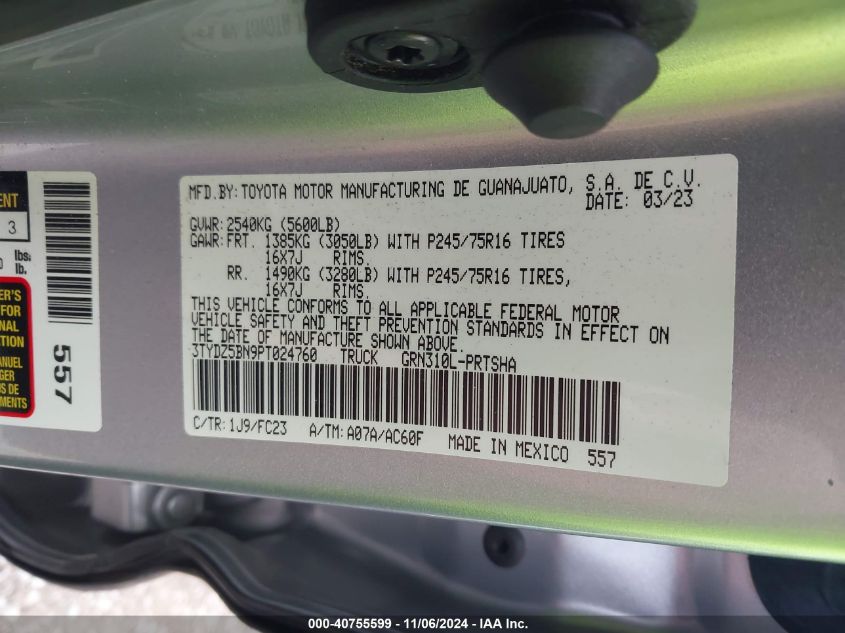 MFD. BY: TOYOTA MOTOR MANUFACTURING DE GUANAJUATO, S.A. DE C.V.
DATE: 03/23
GVWR: 2540KG (5600LB)
GAWR: FRT. 1385KG (3050LB) WITH P245/75R16 TIRES
16X7J RIMS.
RR. 1490KG (3280LB) WITH P245/75R16 TIRES,
16X7J RIMS.
THIS VEHICLE CONFORMS TO ALL APPLICABLE FEDERAL MOTOR
VEHICLE SAFETY AND THEFT PREVENTION STANDARDS IN EFFECT ON
THE DATE OF MANUFACTURE SHOWN ABOVE.
3TYDZ5BN9PT024760 TRUCK GRN310L-PRTSHA
C/TR: 1J9/FC23 A/TM: A07A/AC60F MADE IN MEXICO 557
3
lbs.
lb.
FOR
557
000-40755599 - 11/06/2024 - IAA Inc.